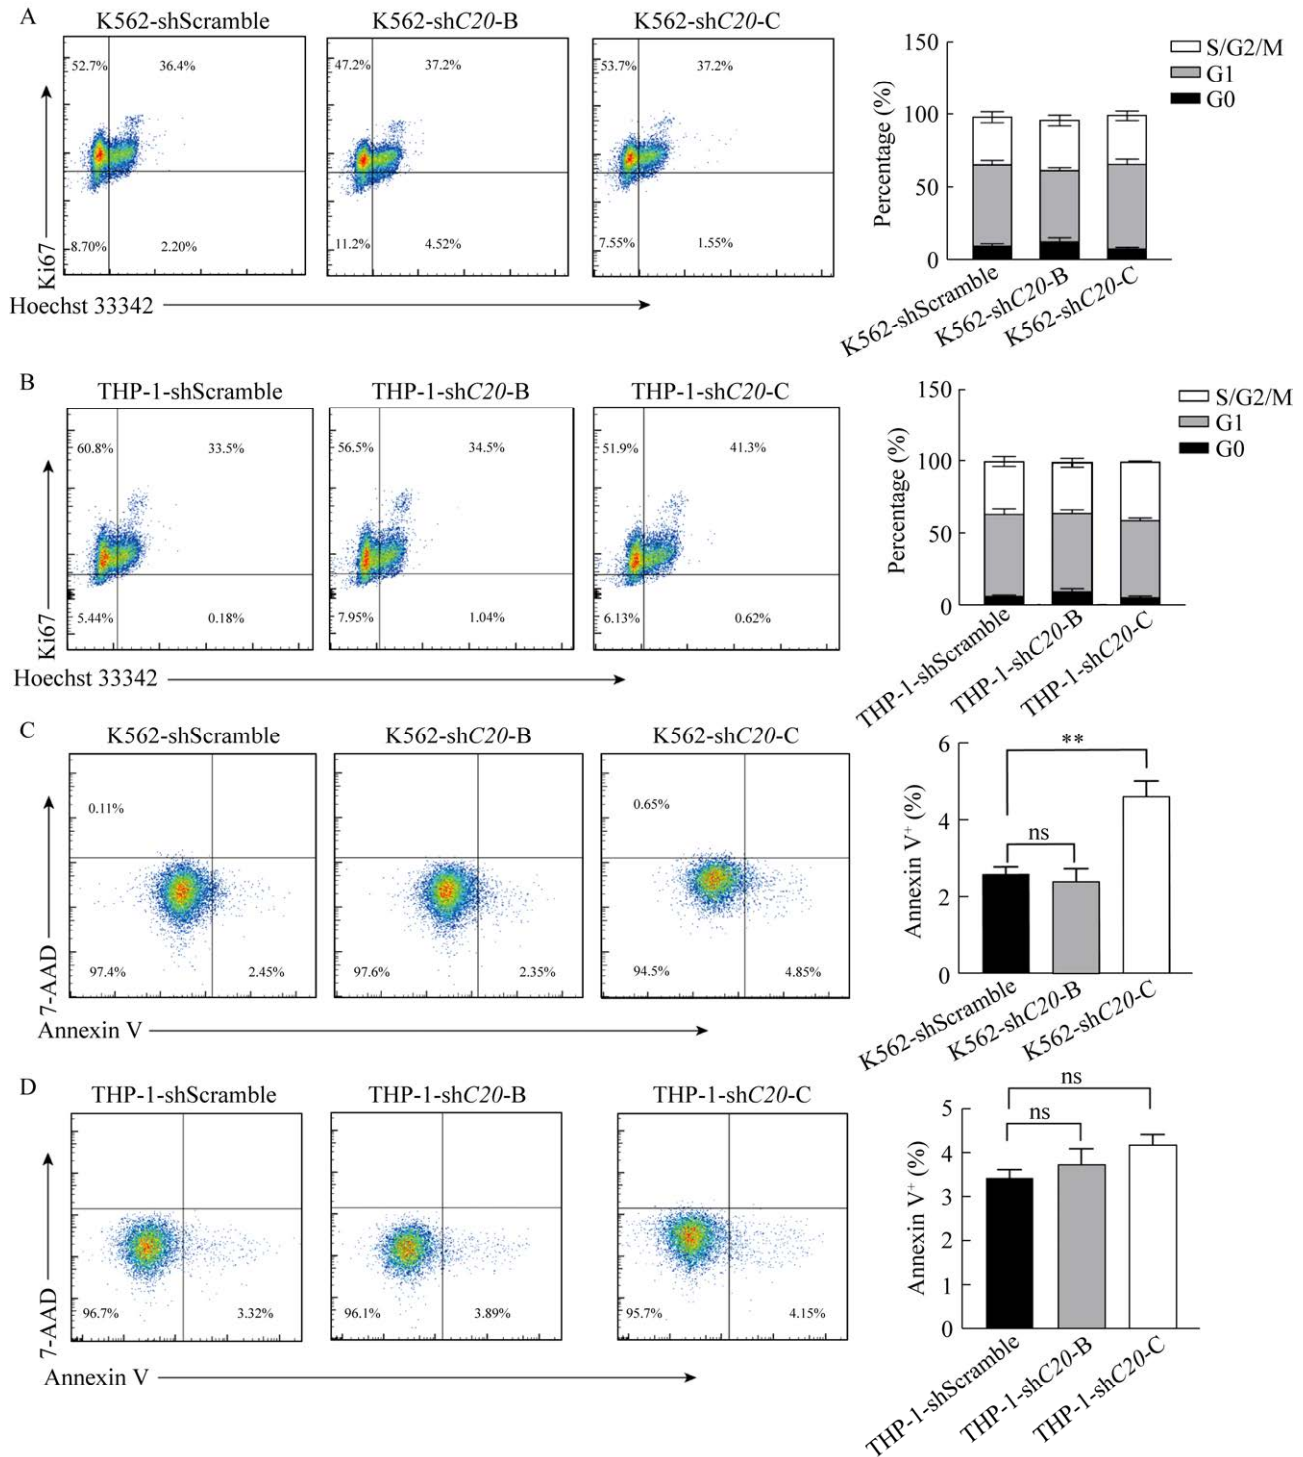 A
K562-shScramble
K562-shC20-B
K562-shC20-C
52.7%
36.4%
8.70%
2.20%
47.2%
37.2%
11.2%
4.52%
53.7%
37.2%
7.55%
1.55%
Ki67
Hoechst 33342
Percentage (%)
150
100
50
0
S/G2/M
G1
G0
K562-shScramble
K562-shC20-B
K562-shC20-C
B
THP-1-shScramble
THP-1-shC20-B
THP-1-shC20-C
60.8%
33.5%
5.44%
0.18%
56.5%
34.5%
7.95%
1.04%
51.9%
41.3%
6.13%
0.62%
Ki67
Hoechst 33342
Percentage (%)
150
100
50
0
S/G2/M
G1
G0
THP-1-shScramble
THP-1-shC20-B
THP-1-shC20-C
C
K562-shScramble
K562-shC20-B
K562-shC20-C
0.11%
97.4%
2.45%
97.6%
2.35%
0.65%
94.5%
4.85%
7-AAD
Annexin V
Annexin V+ (%)
6
4
2
0
**
ns
K562-shScramble
K562-shC20-B
K562-shC20-C
D
THP-1-shScramble
THP-1-shC20-B
THP-1-shC20-C
96.7%
3.32%
96.1%
3.89%
95.7%
4.15%
7-AAD
Annexin V
Annexin V+ (%)
5
4
3
2
1
0
ns
ns
THP-1-shScramble
THP-1-shC20-B
THP-1-shC20-C